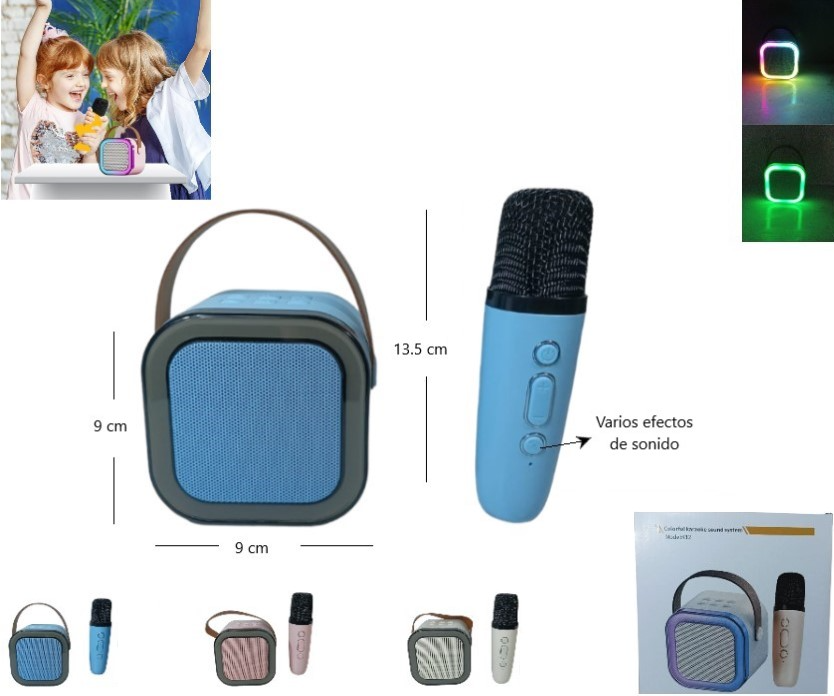 13.5 cm
9 cm
Varios efectos
de sonido
9 cm
Colorful karaoke sound system